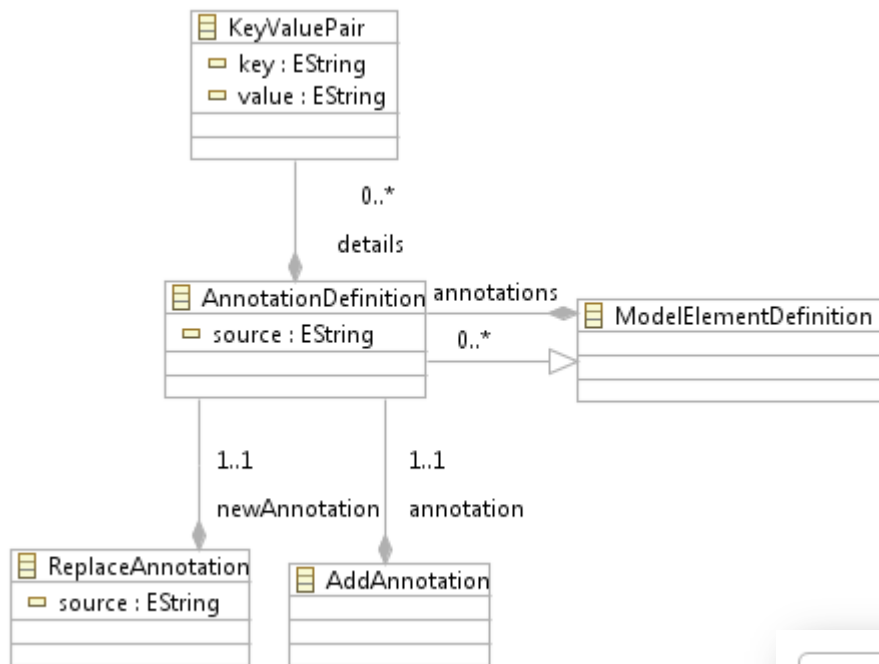 KeyValuePair
key : EString
value : EString
0..*
details
AnnotationDefinition
annotations
source : EString
0..*
ModelElementDefinition
1..1
1..1
newAnnotation
annotation
ReplaceAnnotation
source : EString
AddAnnotation